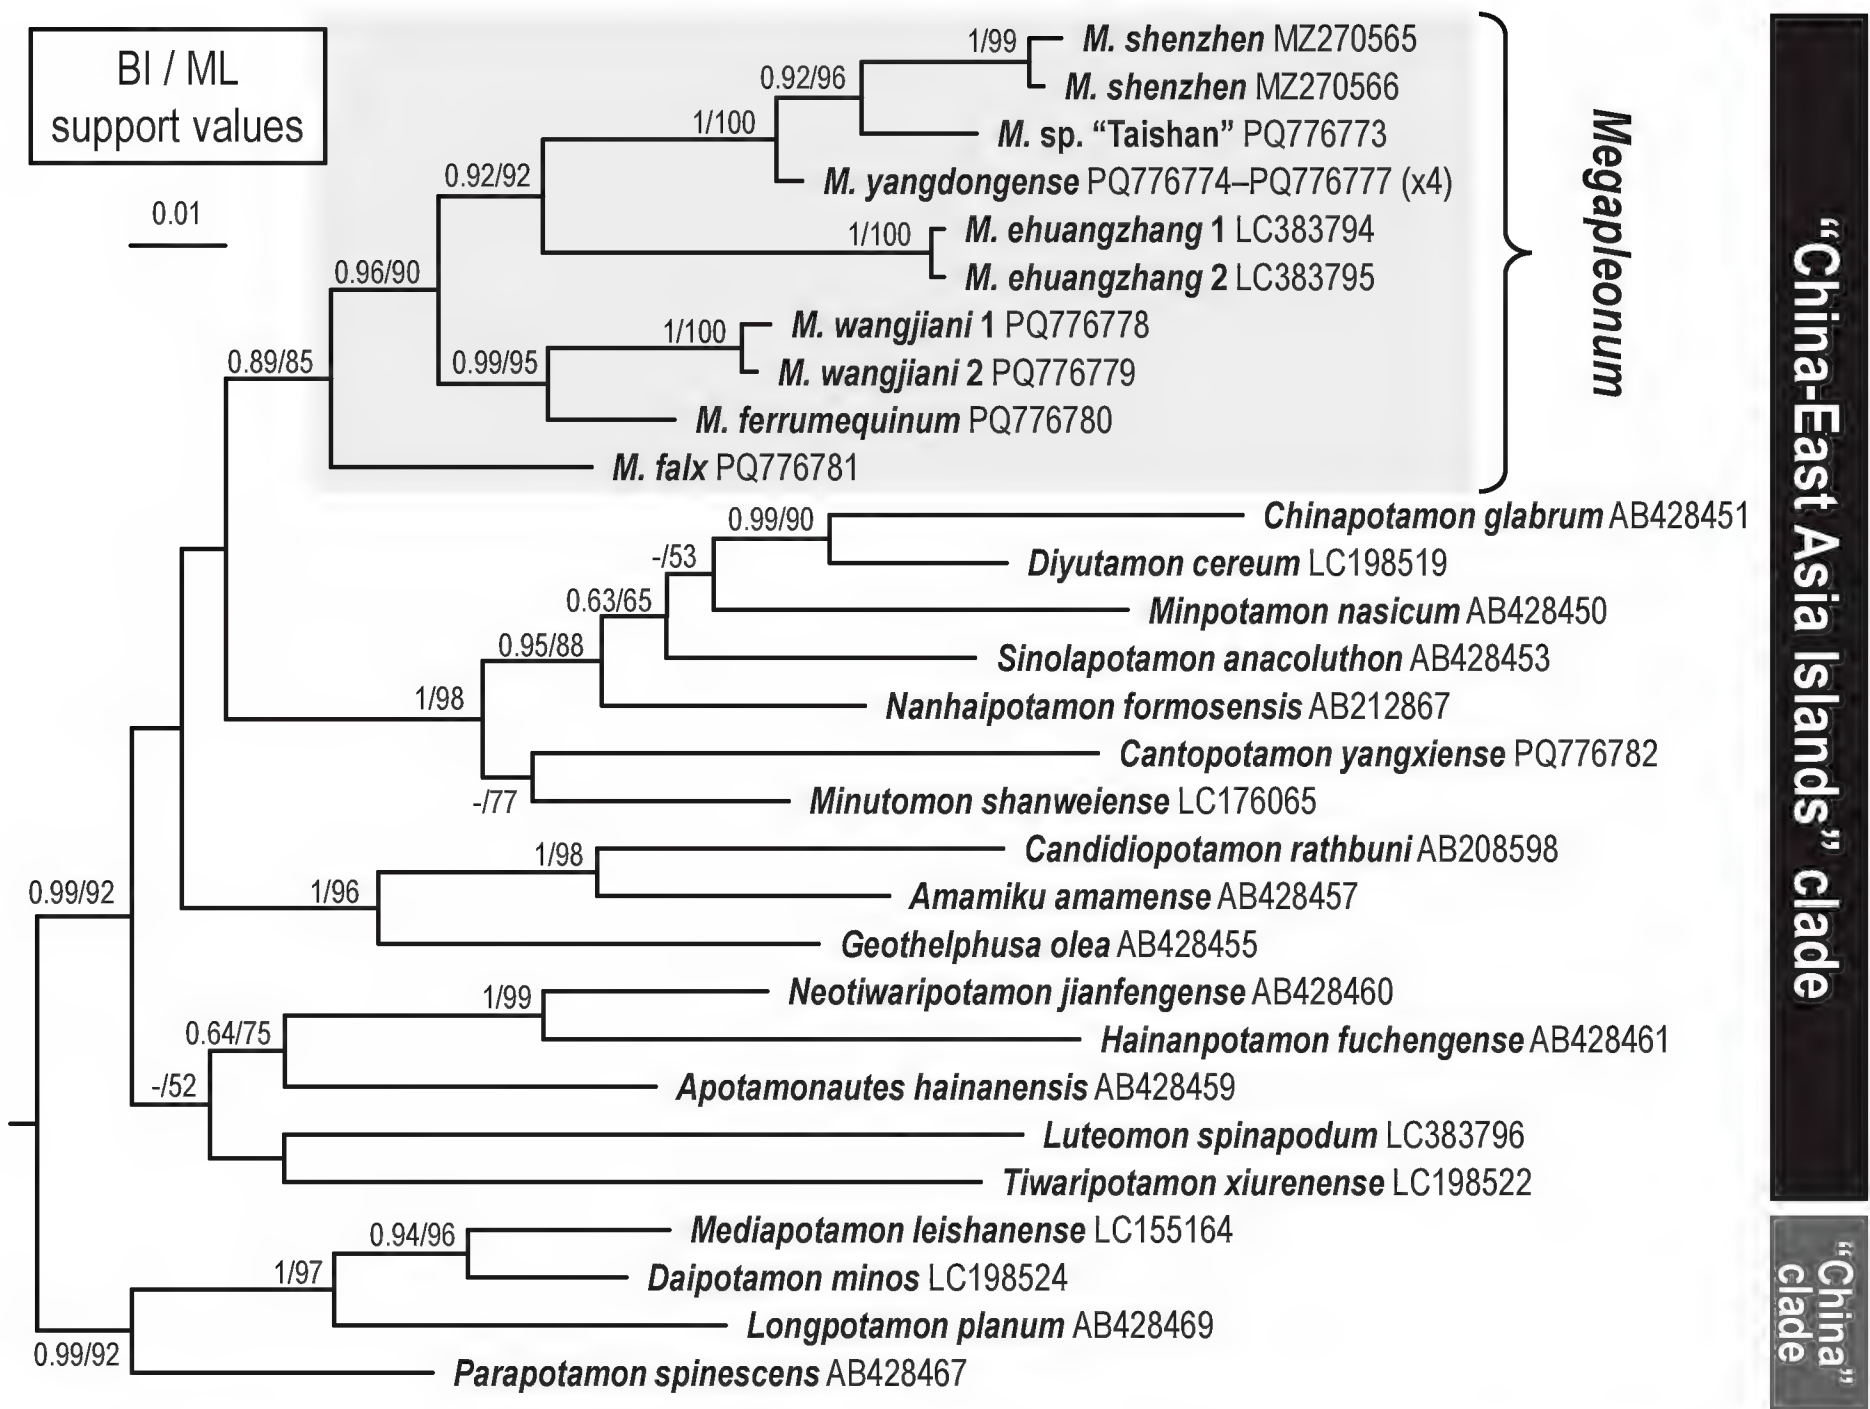 BI / ML
support values
0.01
1/99
M. shenzhen MZ270565
0.92/96
M. shenzhen MZ270566
1/100
M. sp. “Taishan” PQ776773
0.92/92
M. yangdongense PQ776774–PQ776777 (x4)
1/100
M. ehuangzhang 1 LC383794
0.96/90
M. ehuangzhang 2 LC383795
1/100
M. wangjiani 1 PQ776778
0.89/85
0.99/95
M. wangjiani 2 PQ776779
M. ferrumequinum PQ776780
M. falx PQ776781
Megapleonum
0.99/90
Chinapotamon glabrum AB428451
-/53
Diyutamon cereum LC198519
0.63/65
Minpotamon nasicum AB428450
0.95/88
Sinolapotamon anacoluthon AB428453
1/98
Nanhaipotamon formosensis AB212867
Cantopotamon yangxiense PQ776782
-/77
Minutomon shanweiense LC176065
1/98
Candidiopotamon rathbuni AB208598
0.99/92
1/96
Amamiku amamense AB428457
Geothelphusa olea AB428455
1/99
Neotiwaripotamon jianfengense AB428460
0.64/75
Hainanpotamon fuchengense AB428461
-/52
Apotamonautes hainanensis AB428459
Luteomon spinapodum LC383796
Tiwaripotamon xiurenense LC198522
“China-East Asia Islands” clade
0.94/96
Mediapotamon leishanense LC155164
1/97
Daipotamon minos LC198524
Longpotamon planum AB428469
0.99/92
Parapotamon spinescens AB428467
“China”
clade